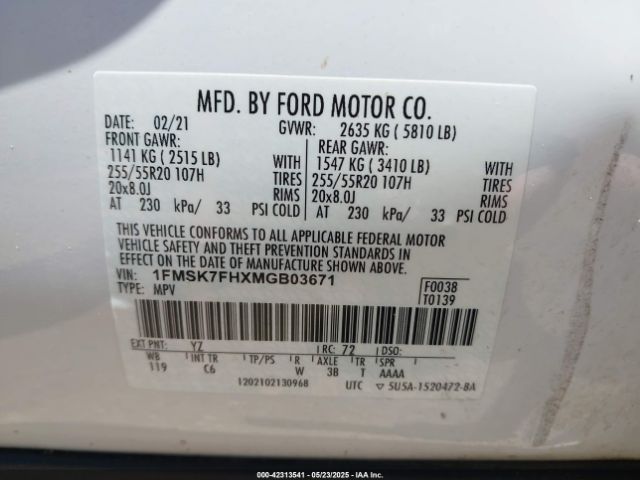 MFD. BY FORD MOTOR CO.
DATE: 02/21 GVWR: 2635 KG ( 5810 LB)
FRONT GAWR: REAR GAWR:
1141 KG ( 2515 LB) WITH 1547 KG ( 3410 LB) WITH
255/55R20 107H TIRES 255/55R20 107H TIRES
20x8.0J RIMS 20x8.0J RIMS
AT 230 kPa/ 33 PSI COLD AT 230 kPa/ 33 PSI COLD
THIS VEHICLE CONFORMS TO ALL APPLICABLE FEDERAL MOTOR
VEHICLE SAFETY AND THEFT PREVENTION STANDARDS IN
EFFECT ON THE DATE OF MANUFACTURE SHOWN ABOVE.
VIN: 1FMSK7FHXMGB03671 F0038
TYPE: MPV T0139
EXT PNT: YZ RC: 72 DSO:
WB INT TR TP/PS R AXLE TR SPR
119 C6 W 3B T AAAA
1202102130968 UTC ▽ 5U5A-1520472-BA
000-42313541 - 05/23/2025 - IAA Inc.